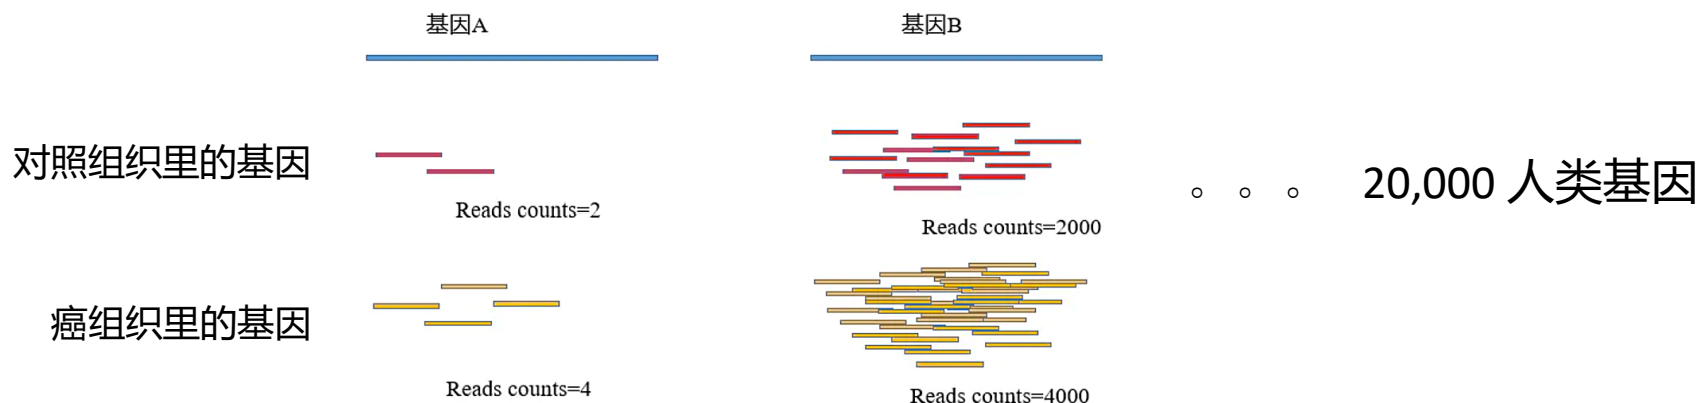 基因A
基因B
对照组织里的基因
Reads counts=2
Reads counts=2000
。。。 20,000 人类基因
癌组织里的基因
Reads counts=4
Reads counts=4000